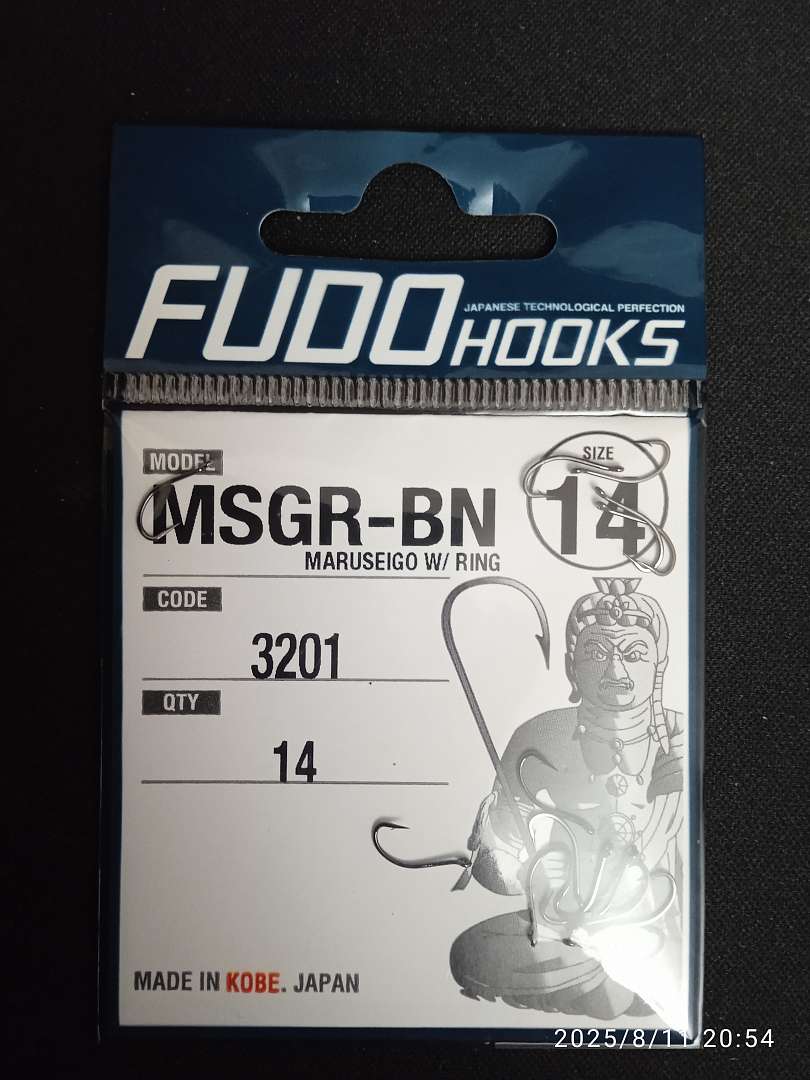 JAPANESE TECHNOLOGICAL PERFECTION
FUDO HOOKS
MODEL
SIZE
MSGR-BN
14
MARUSEIGO W/ RING
CODE
3201
QTY
14
MADE IN KOBE. JAPAN
2025/8/11 20:54